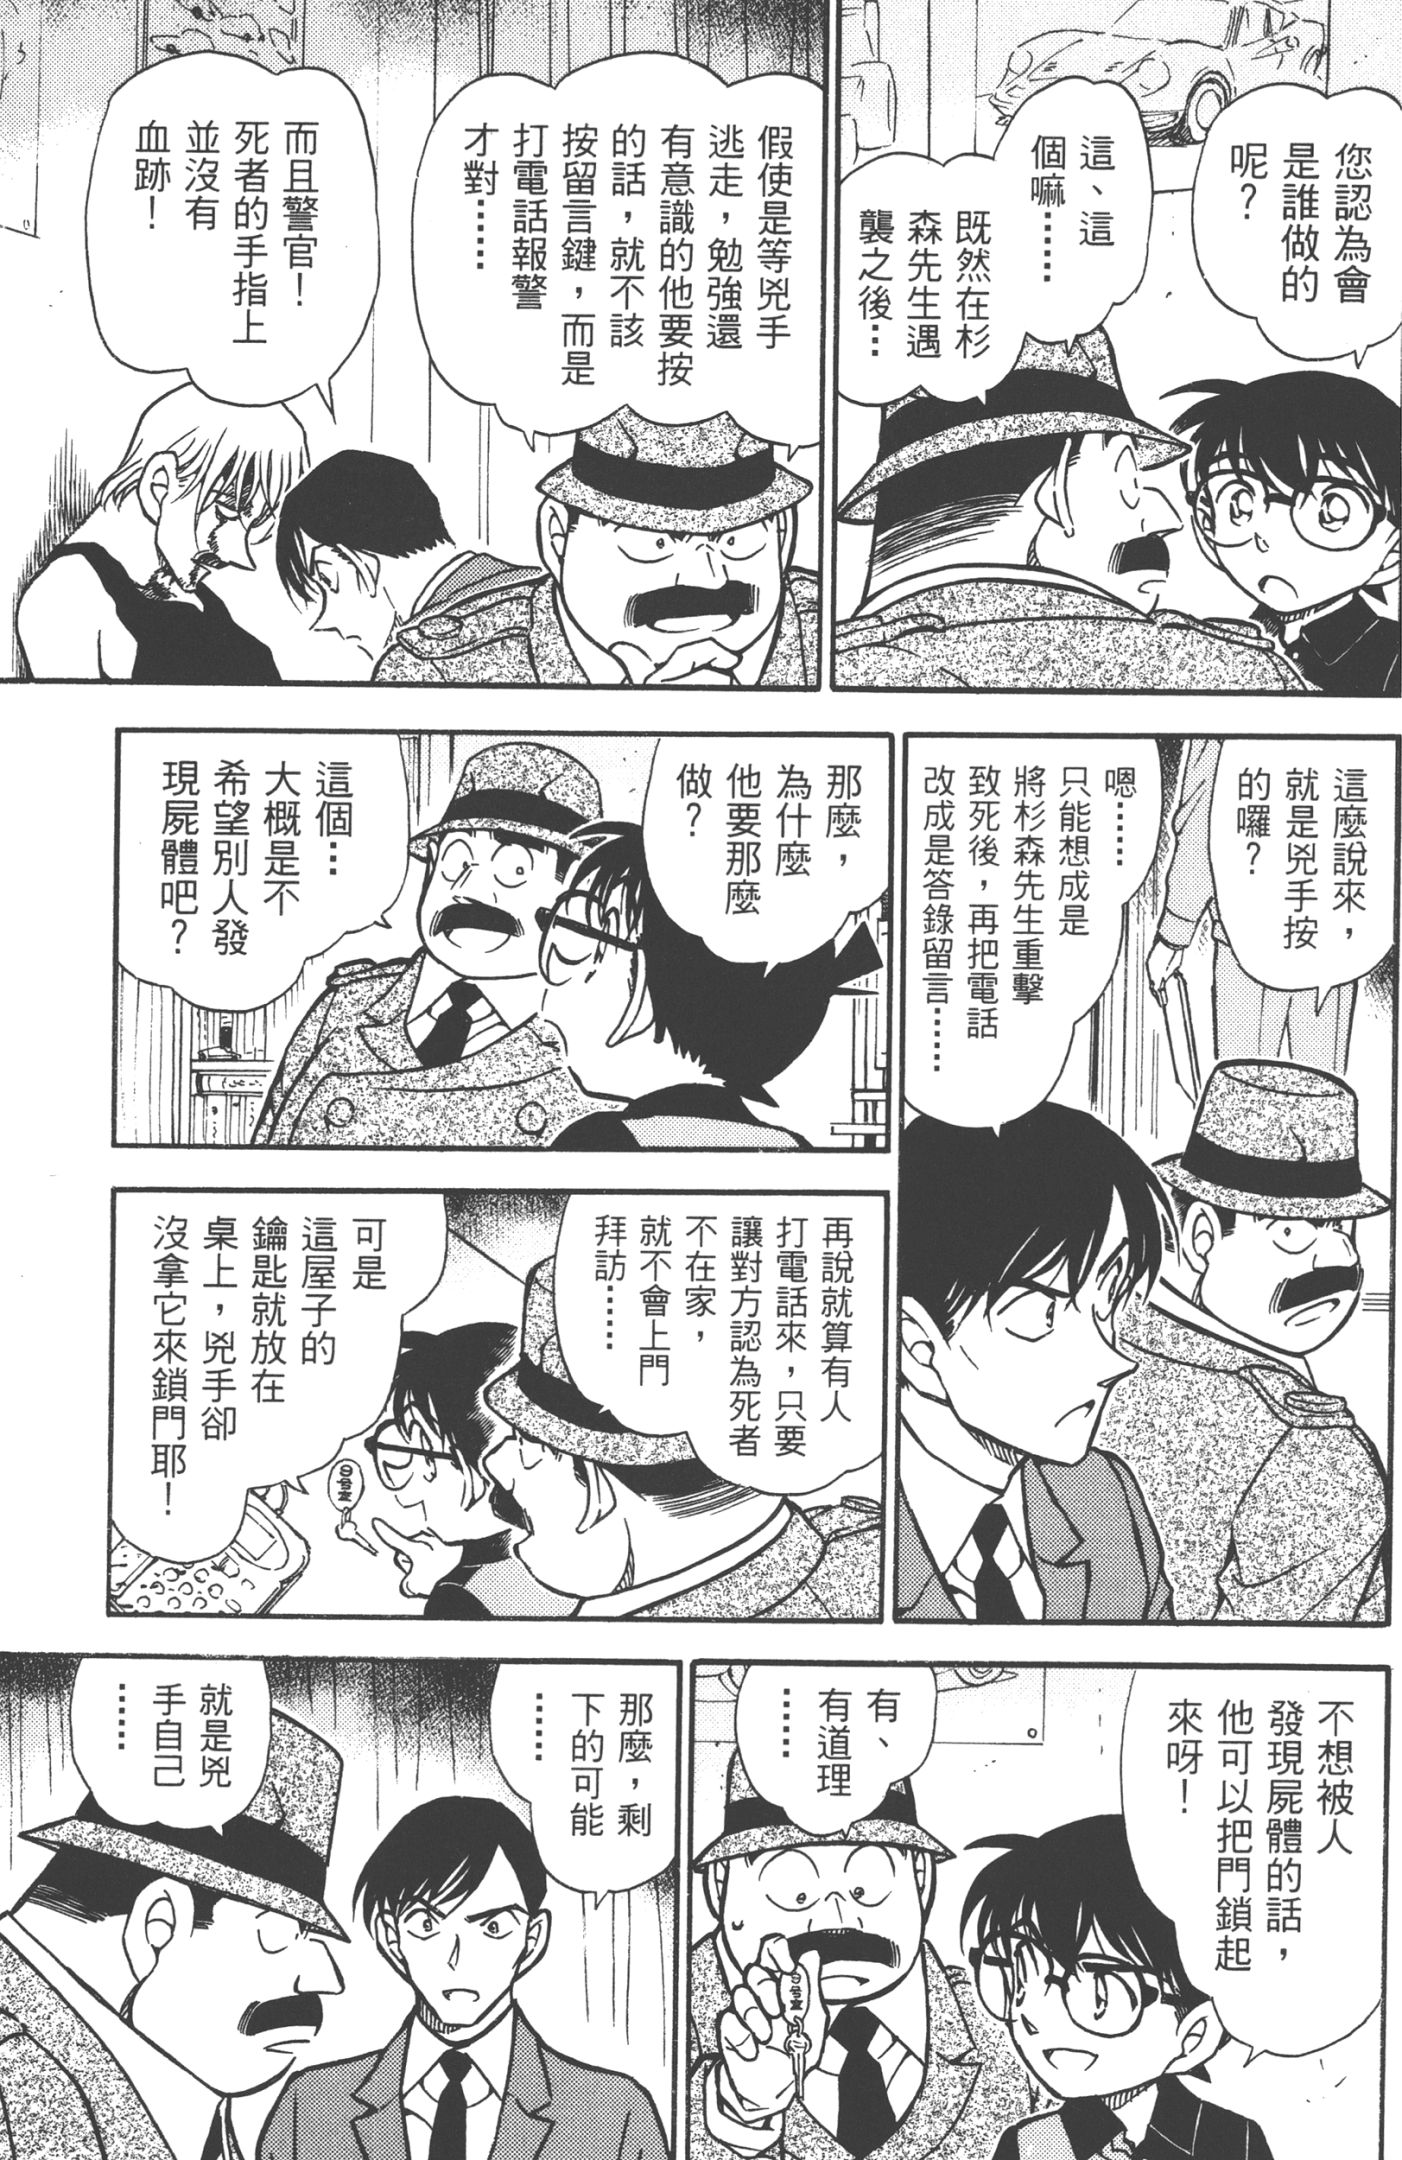 您認為會
是誰做的
呢？
這、這
個嘛……
既然在杉
森先生遇
襲之後…
假使是等兇手
逃走，勉強還
有意識的他要按
的話，就不該
按留言鍵，而是
打電話報警
才對……
而且警官！
死者的手指上
並沒有
血跡！
這麼說來，
就是兇手按
的囉？
嗯……
只能想成是
將杉森先生重擊
致死後，再把電話
改成是答錄留言……
那麼，
為什麼
他要那麼
做？
這個…
大概是不
希望別人發
現屍體吧？
再說就算有人
打電話來，只要
讓對方認為死者
不在家，
就不會上門
拜訪……
可是
這屋子的
鑰匙就放在
桌上，兇手卻
沒拿它來鎖門耶！
不想被人
發現屍體的話，
他可以把門鎖起
來呀！
有、
有道理
……
那麼，剩
下的可能
……
就是兇
手自己
……